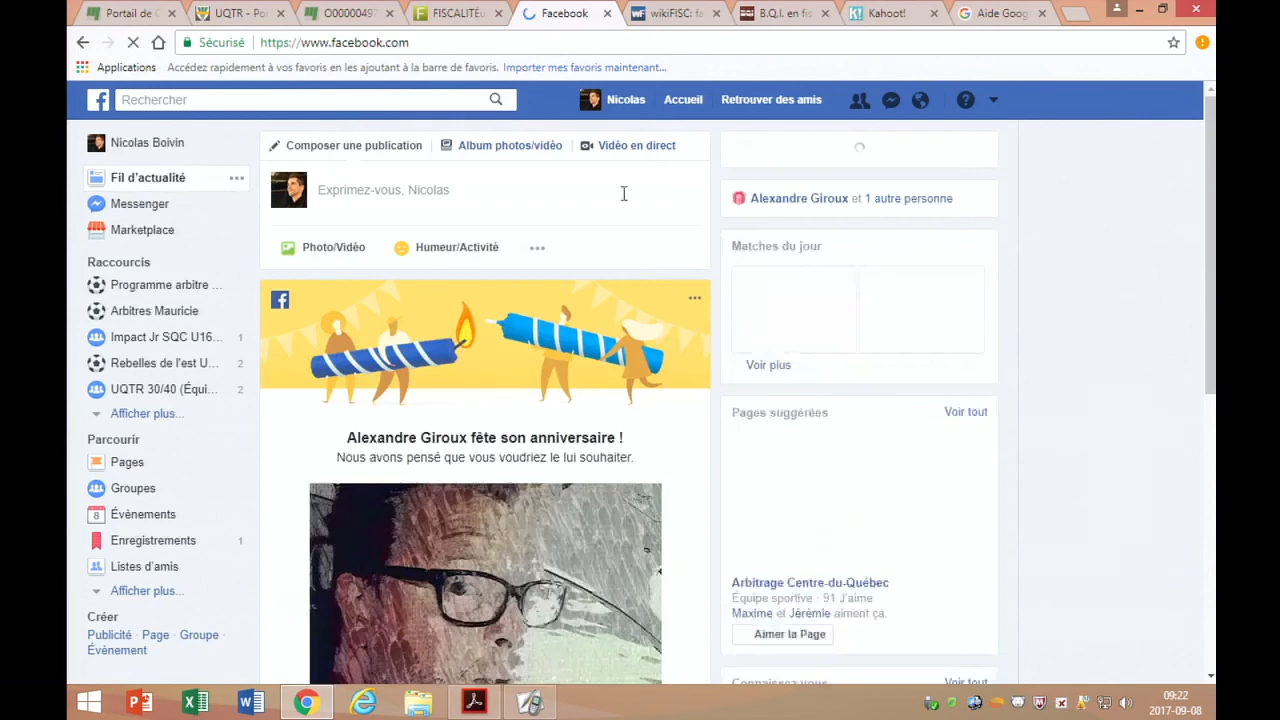 Portail de C
UQTR - Po
O0000049
FISCALITÉ
Facebook
wikiFISC: fa
B.Q.I. en fis
Kahoot!
Aide Goog
Sécurisé
https://www.facebook.com
Applications
Accédez rapidement à vos favoris en les ajoutant à la barre de favoris. Importer mes favoris maintenant...
Rechercher
Nicolas
Accueil
Retrouver des amis
Nicolas Boivin
Fil d'actualité
Messenger
Marketplace
Raccourcis
Programme arbitre ...
Arbitres Mauricie
Impact Jr SQC U16... 1
Rebelles de l'est U... 2
UQTR 30/40 (Équi... 2
Afficher plus...
Parcourir
Pages
Groupes
8 Évènements
Enregistrements 1
Listes d'amis
Afficher plus...
Créer
Publicité · Page · Groupe ·
Évènement
Composer une publication
Album photos/vidéo
Vidéo en direct
Exprimez-vous, Nicolas
Photo/Vidéo
Humeur/Activité
Alexandre Giroux fête son anniversaire !
Nous avons pensé que vous voudriez le lui souhaiter.
Alexandre Giroux et 1 autre personne
Matches du jour
Voir plus
Pages suggérées Voir tout
Arbitrage Centre-du-Québec
Équipe sportive · 91 J'aime
Maxime et Jérémie aiment ça.
Aimer la Page
Connaissez-vous Voir tout
09:22
2017-09-08